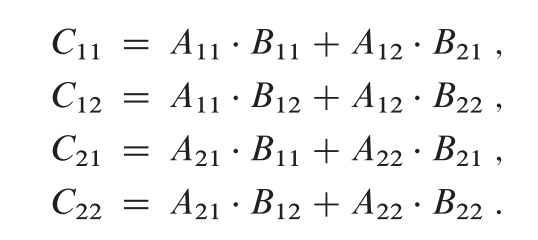 C₁₁ = A₁₁ · B₁₁ + A₁₂ · B₂₁ ,
C₁₂ = A₁₁ · B₁₂ + A₁₂ · B₂₂ ,
C₂₁ = A₂₁ · B₁₁ + A₂₂ · B₂₁ ,
C₂₂ = A₂₁ · B₁₂ + A₂₂ · B₂₂ .